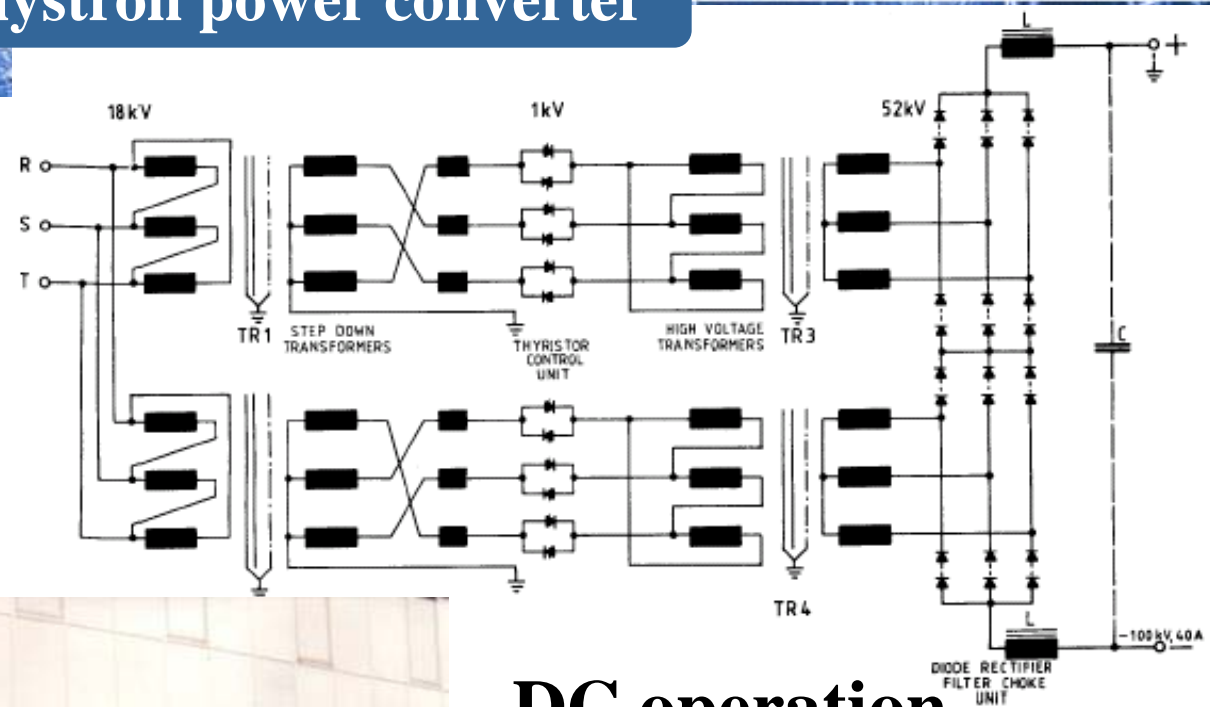 ystron power converter
L
+
18kV
1kV
52kV
R
S
T
C
TR1
STEP DOWN
TRANSFORMERS
THYRISTOR
CONTROL
UNIT
HIGH VOLTAGE
TRANSFORMERS
TR3
TR4
L
-100kV,40A
DIODE RECTIFIER
FILTER CHOKE
UNIT
DC operation